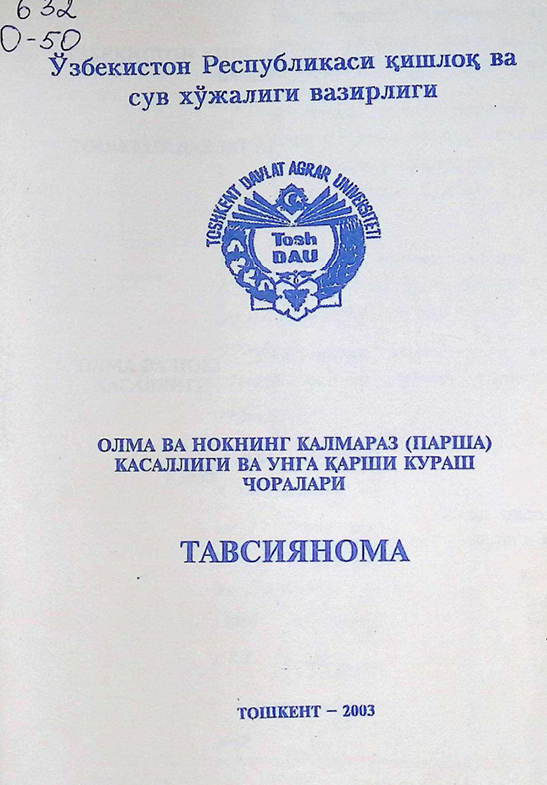 632
О-50
Ўзбекистон Республикаси қишлоқ ва
сув хўжалиги вазирлиги
TOSHKENT DAVLAT AGRAR UNIVERSITETI
Tosh
DAU
ОЛМА ВА НОКНИНГ КАЛМАРАЗ (ПАРША)
КАСАЛЛИГИ ВА УНГА ҚАРШИ КУРАШ
ЧОРАЛАРИ
ТАВСИЯНОМА
ТОШКЕНТ – 2003